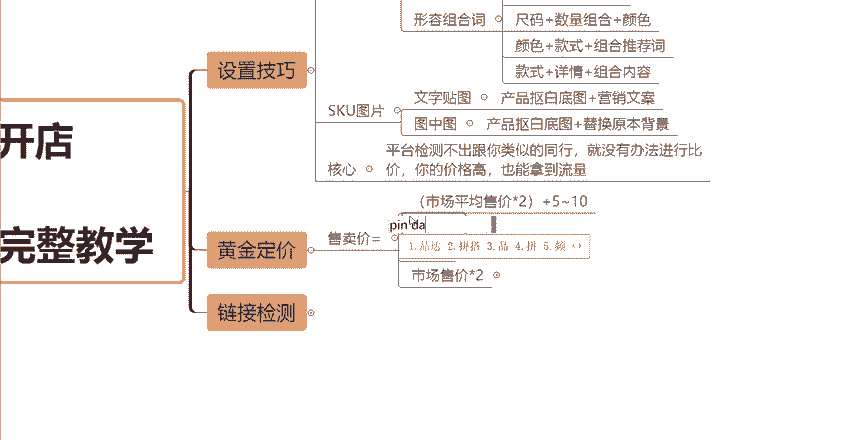 形容组合词
尺码+数量组合+颜色
颜色+款式+组合推荐词
款式+详情+组合内容
设置技巧
SKU图片
文字贴图
产品抠白底图+营销文案
图中图
产品抠白底图+替换原本背景
核心
平台检测不出跟你类似的同行，就没有办法进行比
价，你的价格高，也能拿到流量
开店
完整教学
黄金定价
售卖价=
（市场平均售价*2）+5~10
pin'da
1.品达 2.拼搭 3.品 4.拼 5.频
市场售价*2
链接检测